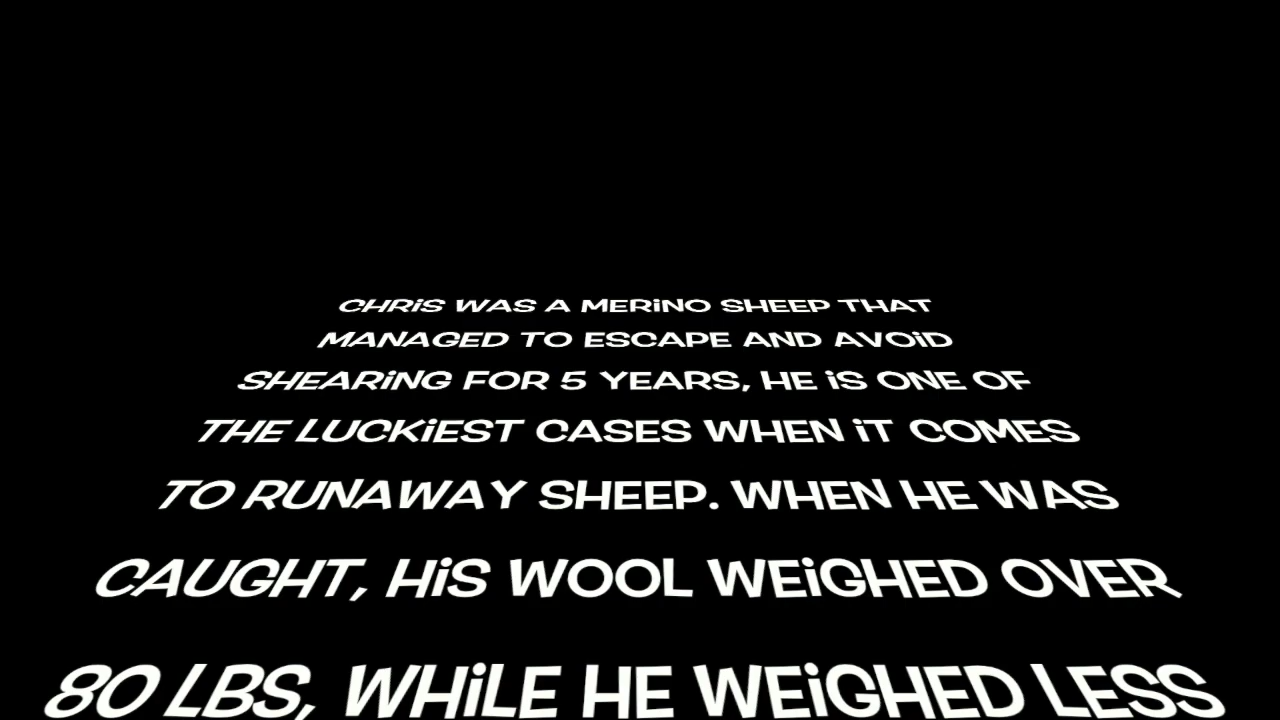 CHRiS WAS A MERiNO SHEEP THAT
MANAGED TO ESCAPE AND AVOiD
SHEARiNG FOR 5 YEARS, HE iS ONE OF
THE LUCKiEST CASES WHEN iT COMES
TO RUNAWAY SHEEP. WHEN HE WAS
CAUGHT, HiS WOOL WEiGHED OVER
80 LBS, WHiLE HE WEiGHED LESS